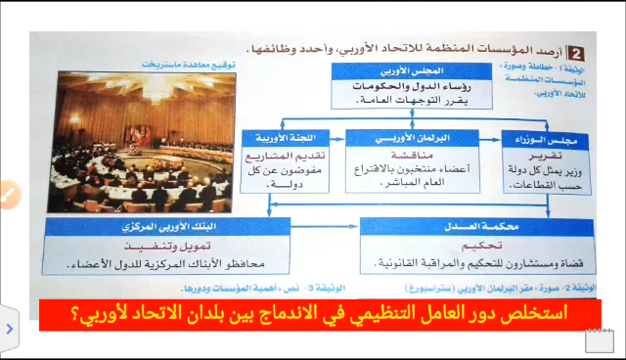 2 أرصد المؤسسات المنظمة للاتحاد الأوربي، وأحدد وظائفها.
الوثيقة 1- خطاطة وصورة:
المؤسسات المنظمة
للاتحاد الأوربي.
توقيع معاهدة ماستريخت
المجلس الأوربي
رؤساء الدول والحكومات
يقرر التوجهات العامة.
مجلس الوزراء
تقرير
وزير يمثل كل دولة
حسب القطاعات.
البرلمان الأوربي
مناقشة
أعضاء منتخبون بالاقتراع
العام المباشر.
اللجنة الأوربية
تقديم المشاريع
مفوضون عن كل
دولة.
محكمة العدل
تحكيم
قضاة ومستشارون للتحكيم والمراقبة القانونية.
البنك الأوربي المركزي
تمويل وتنفيذ
محافظو الأبناك المركزية للدول الأعضاء.
الوثيقة 2- صورة: مقر البرلمان الأوربي (ستراسبورغ)
الوثيقة 3- نص: أهمية المؤسسات ودورها.
استخلص دور العامل التنظيمي في الاندماج بين بلدان الاتحاد لأوربي؟